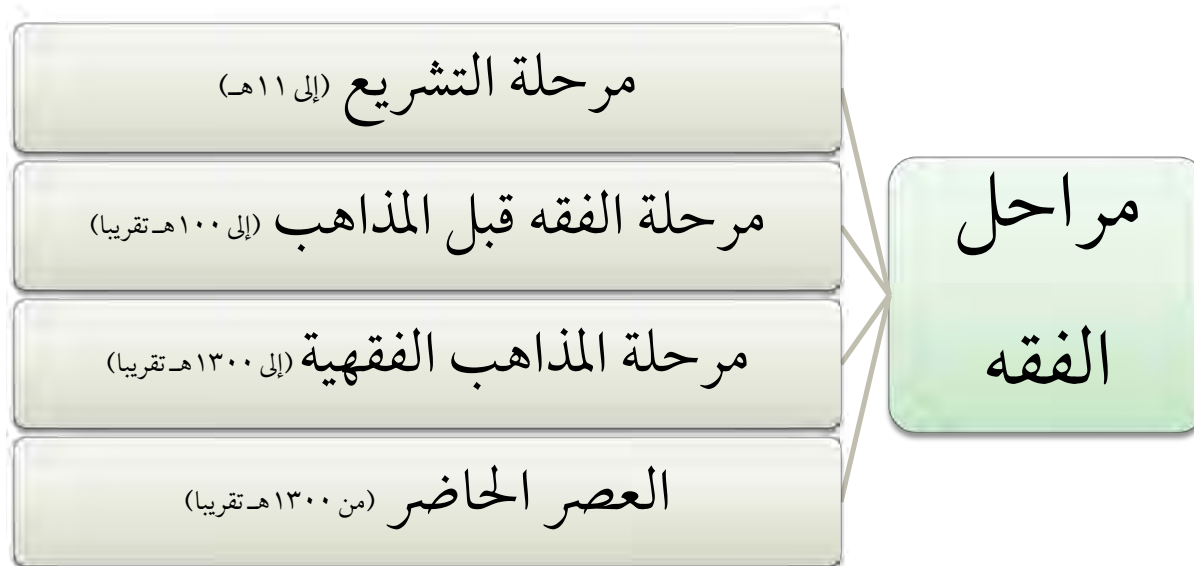 مراحل
الفقه
مرحلة التشريع (إلى ١١هـ)
مرحلة الفقه قبل المذاهب (إلى ١٠٠هـ تقريبا)
مرحلة المذاهب الفقهية (إلى ١٣٠٠هـ تقريبا)
العصر الحاضر (من ١٣٠٠هـ تقريبا)